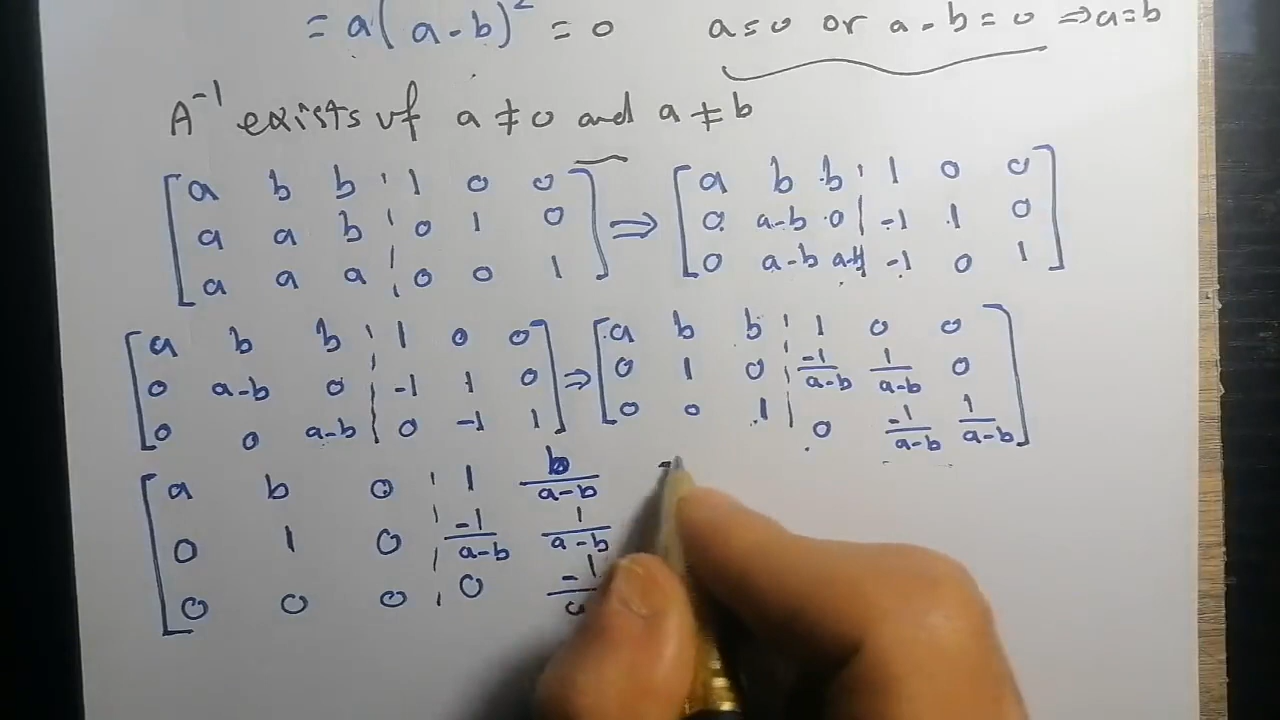 = a(a-b)² = 0 a=0 or a-b=0 ⇒a=b
A⁻¹ exists if a≠0 and a≠b
[a b b ¦ 1 0 0] ⇒ [a b b ¦ 1 0 0]
[a a b ¦ 0 1 0] [0 a-b 0 ¦ -1 1 0]
[a a a ¦ 0 0 1] [0 a-b a-b ¦ -1 0 1]
[a b b ¦ 1 0 0] ⇒ [a b b ¦ 1 0 0]
[0 a-b 0 ¦ -1 1 0] [0 1 0 ¦ -1/a-b 1/a-b 0]
[0 0 a-b ¦ 0 -1 1] [0 0 1 ¦ 0 -1/a-b 1/a-b]
[a b 0 ¦ 1 b/a-b -
[0 1 0 ¦ -1/a-b 1/a-b
[0 0 0 ¦ 0 -1